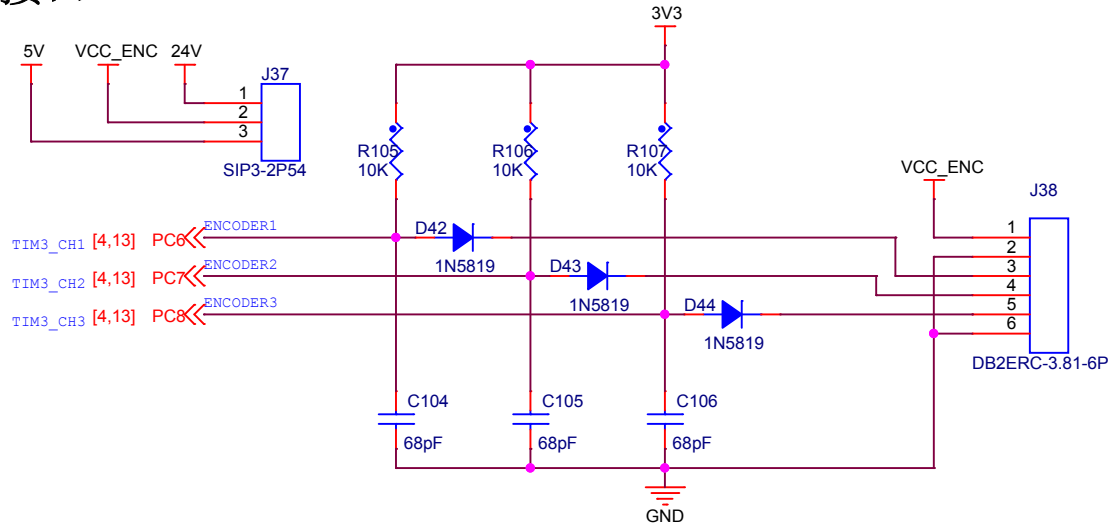 3V3
5V VCC_ENC 24V
J37
1
2
3
SIP3-2P54
R105
10K
R106
10K
R107
10K
VCC_ENC
J38
TIM3_CH1 [4,13] PC6 ENCODER1
D42
1N5819
TIM3_CH2 [4,13] PC7 ENCODER2
D43
1N5819
TIM3_CH3 [4,13] PC8 ENCODER3
D44
1N5819
1
2
3
4
5
6
DB2ERC-3.81-6P
C104
68pF
C105
68pF
C106
68pF
GND